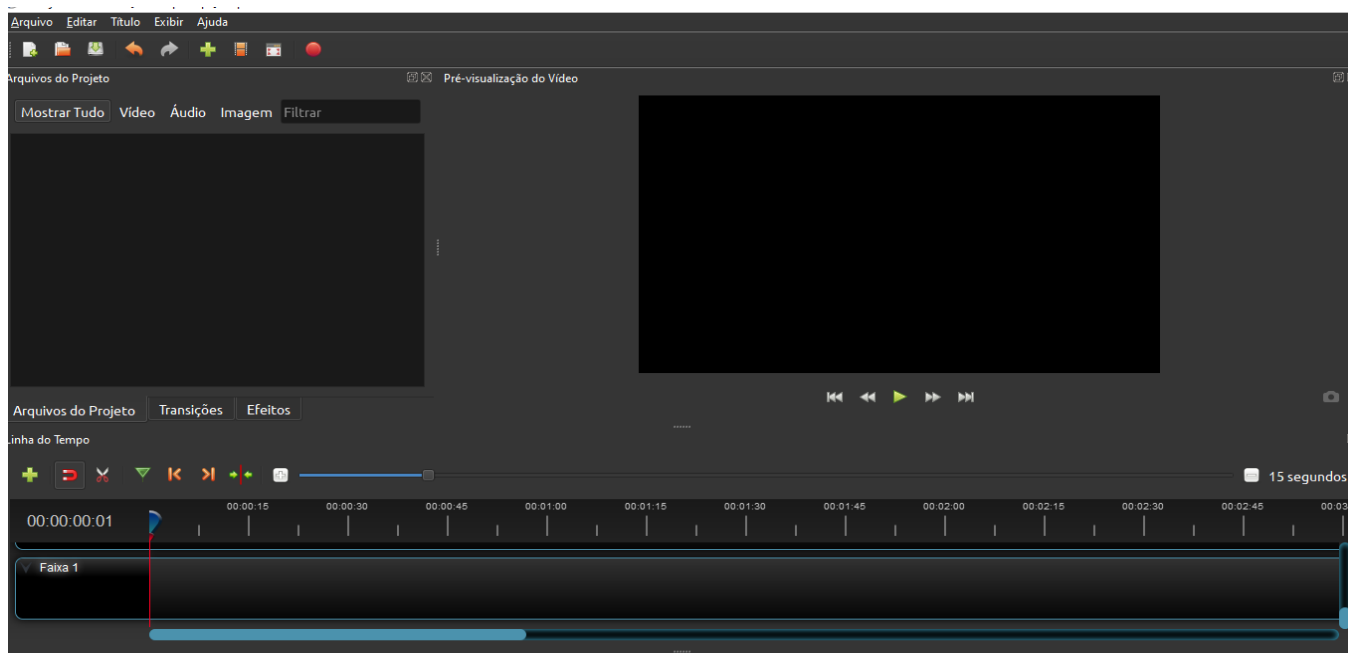 Arquivo Editar Título Exibir Ajuda
Arquivos do Projeto
Pré-visualização do Vídeo
Mostrar Tudo Vídeo Áudio Imagem Filtrar
Arquivos do Projeto Transições Efeitos
Linha do Tempo
15 segundos
00:00:00:01
00:00:15 00:00:30 00:00:45 00:01:00 00:01:15 00:01:30 00:01:45 00:02:00 00:02:15 00:02:30 00:02:45 00:03
Faixa 1